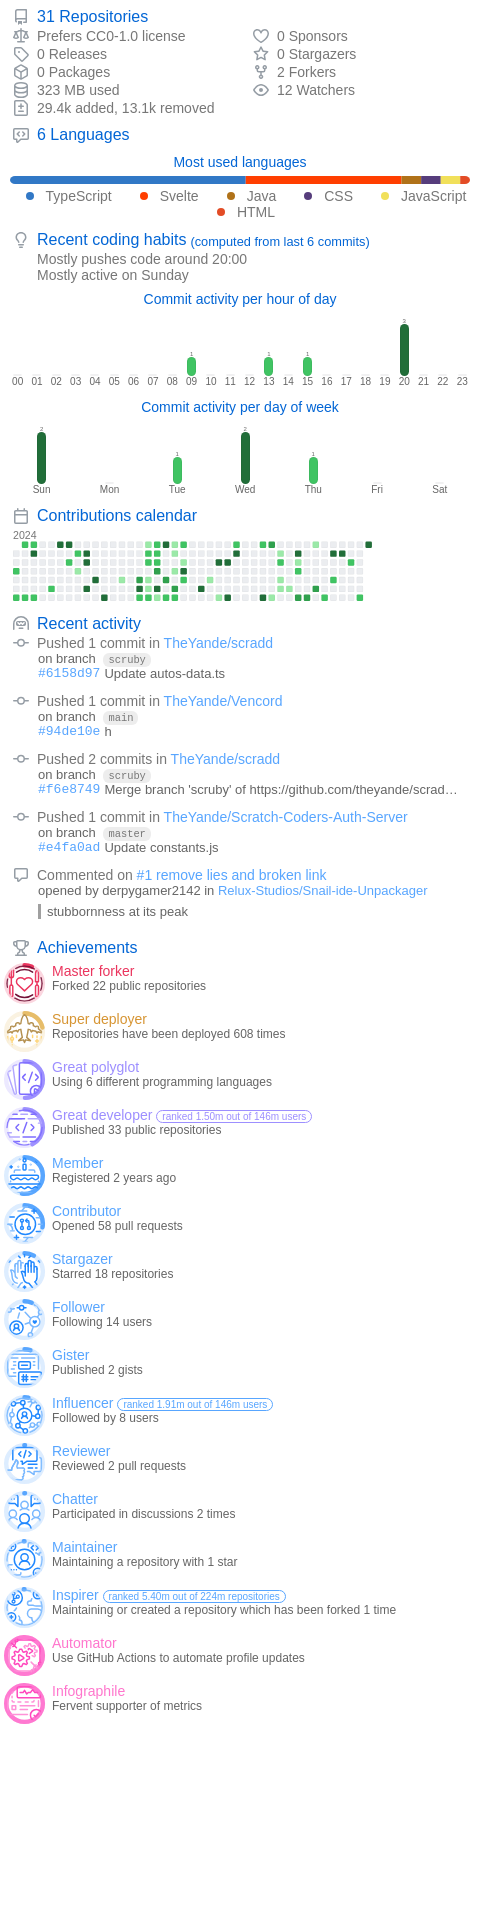 31 Repositories
Prefers CC0-1.0 license
0 Sponsors
0 Releases
0 Stargazers
0 Packages
2 Forkers
323 MB used
12 Watchers
29.4k added, 13.1k removed
6 Languages
Most used languages
TypeScript Svelte Java CSS JavaScript
HTML
Recent coding habits (computed from last 6 commits)
Mostly pushes code around 20:00
Mostly active on Sunday
Commit activity per hour of day
1 1 1 3
00 01 02 03 04 05 06 07 08 09 10 11 12 13 14 15 16 17 18 19 20 21 22 23
Commit activity per day of week
2 1 2 1
Sun Mon Tue Wed Thu Fri Sat
Contributions calendar
2024
Recent activity
Pushed 1 commit in TheYande/scradd
on branch scruby
#6158d97 Update autos-data.ts
Pushed 1 commit in TheYande/Vencord
on branch main
#94de10e h
Pushed 2 commits in TheYande/scradd
on branch scruby
#f6e8749 Merge branch 'scruby' of https://github.com/theyande/scrad…
Pushed 1 commit in TheYande/Scratch-Coders-Auth-Server
on branch master
#e4fa0ad Update constants.js
Commented on #1 remove lies and broken link
opened by derpygamer2142 in Relux-Studios/Snail-ide-Unpackager
stubbornness at its peak
Achievements
Master forker
Forked 22 public repositories
Super deployer
Repositories have been deployed 608 times
Great polyglot
Using 6 different programming languages
Great developer ranked 1.50m out of 146m users
Published 33 public repositories
Member
Registered 2 years ago
Contributor
Opened 58 pull requests
Stargazer
Starred 18 repositories
Follower
Following 14 users
Gister
Published 2 gists
Influencer ranked 1.91m out of 146m users
Followed by 8 users
Reviewer
Reviewed 2 pull requests
Chatter
Participated in discussions 2 times
Maintainer
Maintaining a repository with 1 star
Inspirer ranked 5.40m out of 224m repositories
Maintaining or created a repository which has been forked 1 time
Automator
Use GitHub Actions to automate profile updates
Infographile
Fervent supporter of metrics